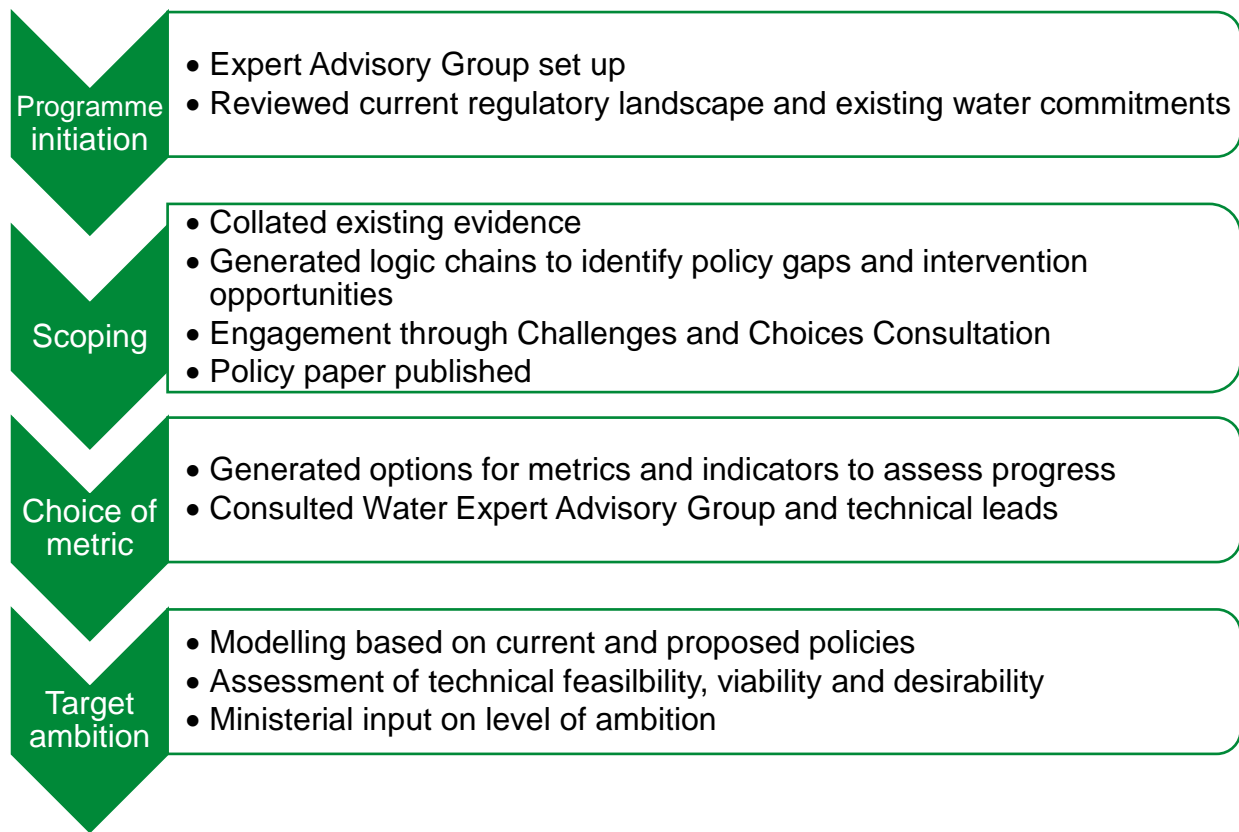 Programme
initiation
• Expert Advisory Group set up
• Reviewed current regulatory landscape and existing water commitments
Scoping
• Collated existing evidence
• Generated logic chains to identify policy gaps and intervention
opportunities
• Engagement through Challenges and Choices Consultation
• Policy paper published
Choice of
metric
• Generated options for metrics and indicators to assess progress
• Consulted Water Expert Advisory Group and technical leads
Target
ambition
• Modelling based on current and proposed policies
• Assessment of technical feasilbility, viability and desirability
• Ministerial input on level of ambition